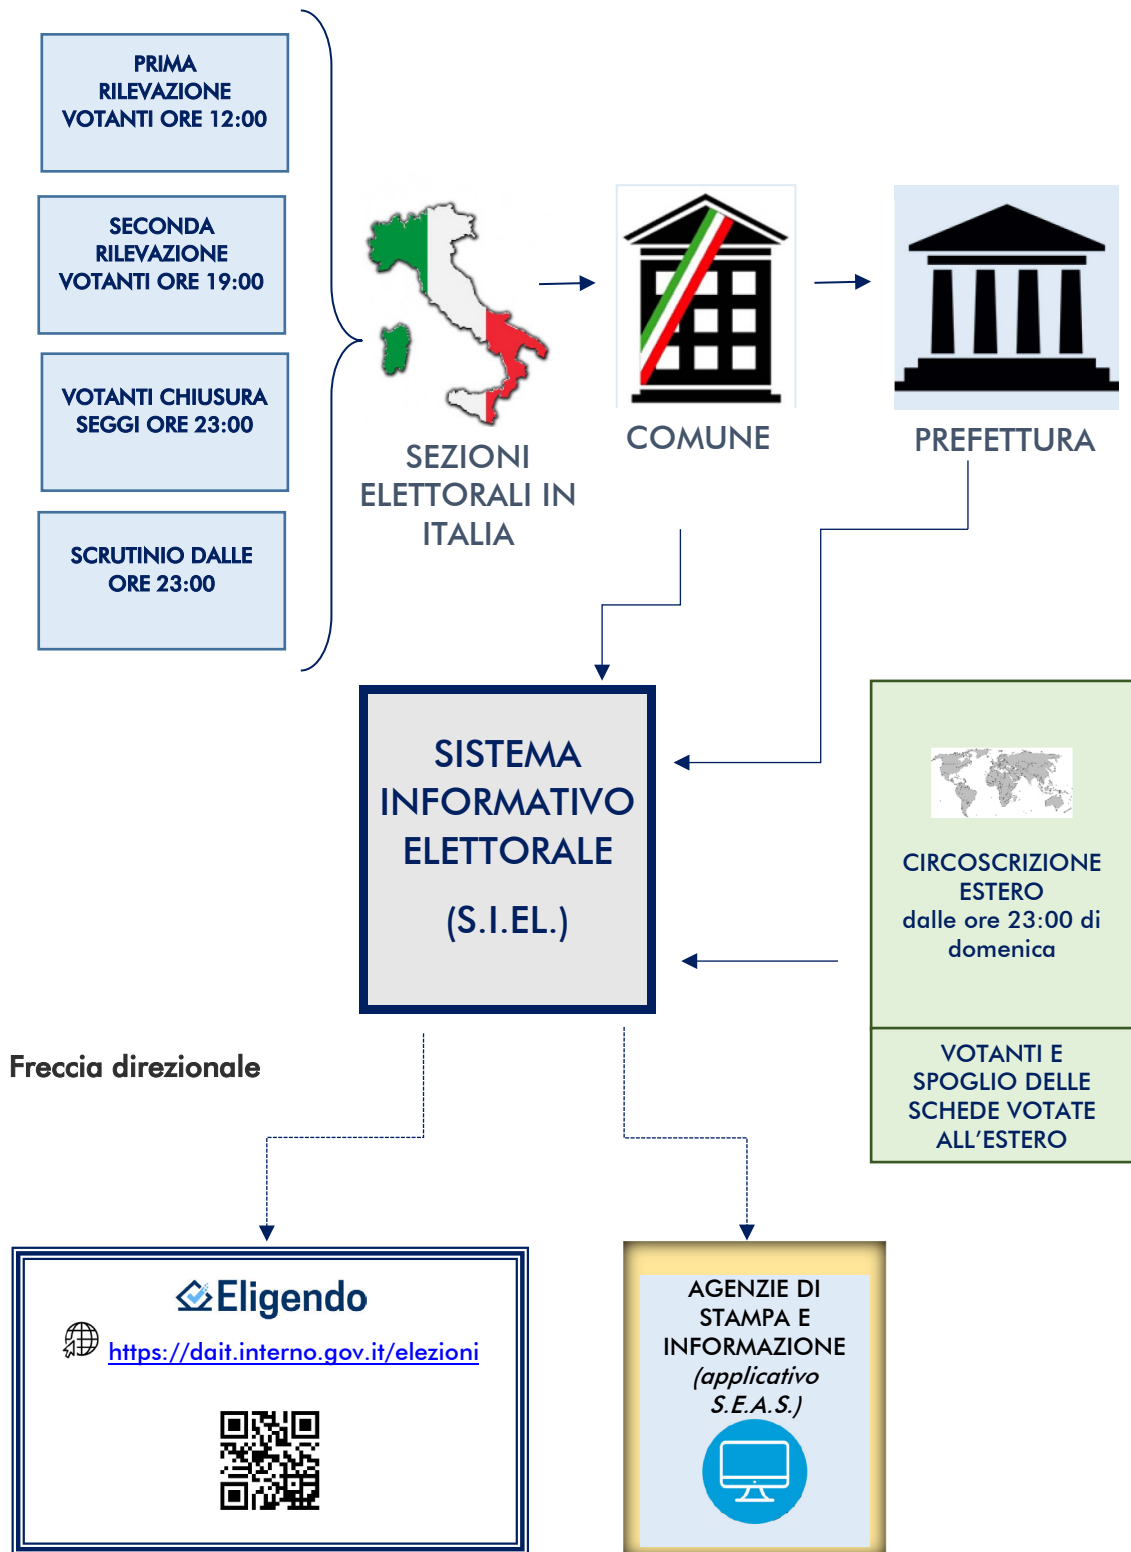 PRIMA
RILEVAZIONE
VOTANTI ORE 12:00
SECONDA
RILEVAZIONE
VOTANTI ORE 19:00
VOTANTI CHIUSURA
SEGGI ORE 23:00
SCRUTINIO DALLE
ORE 23:00
SEZIONI
ELETTORALI IN
ITALIA
COMUNE
PREFETTURA
SISTEMA
INFORMATIVO
ELETTORALE
(S.I.EL.)
CIRCOSCRIZIONE
ESTERO
dalle ore 23:00 di
domenica
VOTANTI E
SPOGLIO DELLE
SCHEDE VOTATE
ALL’ESTERO
Freccia direzionale
Eligendo
https://dait.interno.gov.it/elezioni
AGENZIE DI
STAMPA E
INFORMAZIONE
(applicativo
S.E.A.S.)